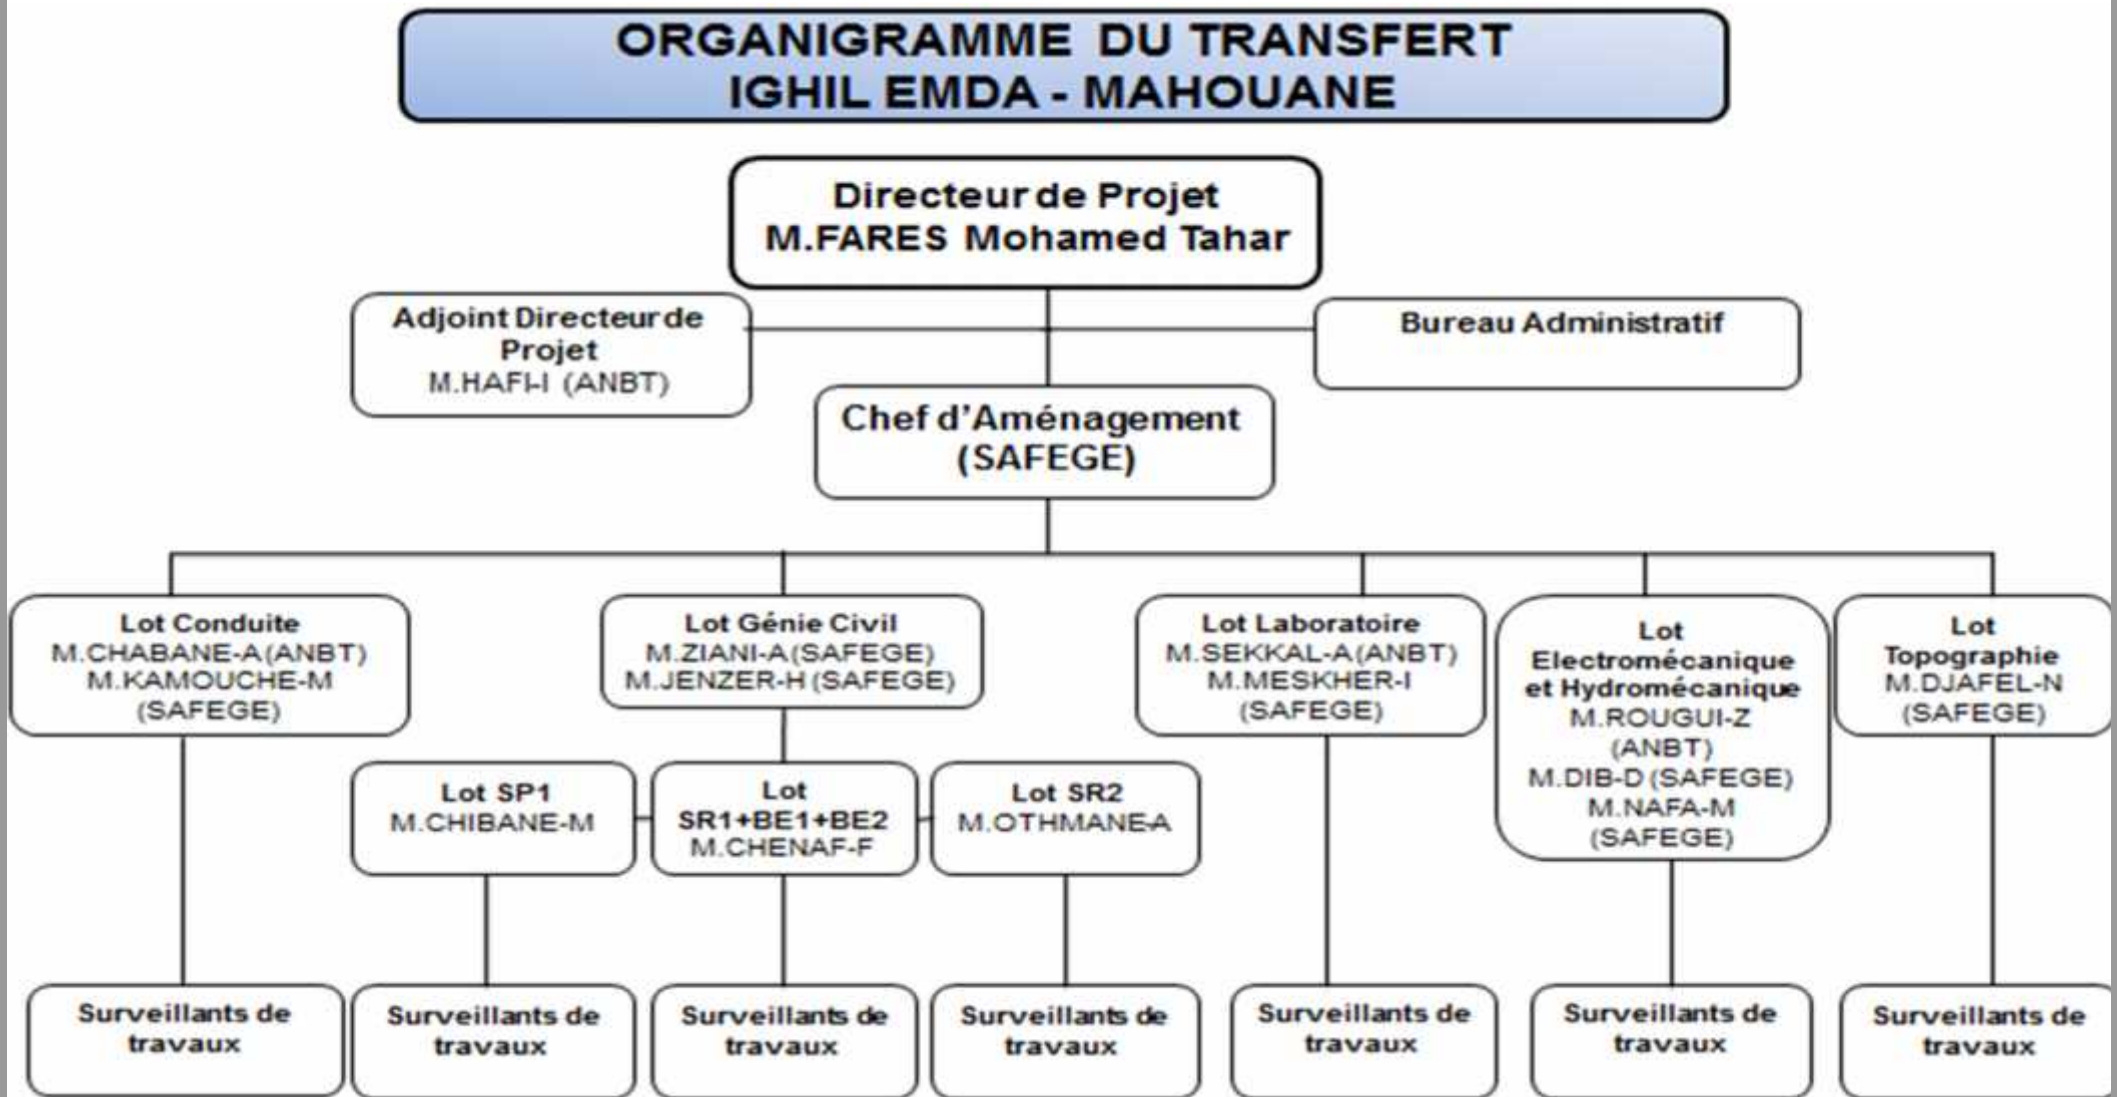 ORGANIGRAMME DU TRANSFERT
IGHIL EMDA - MAHOUANE
Directeur de Projet
M.FARES Mohamed Tahar
Adjoint Directeur de
Projet
M.HAFI-I (ANBT)
Bureau Administratif
Chef d'Aménagement
(SAFEGE)
Lot Conduite
M.CHABANE-A (ANBT)
M.KAMOUCHE-M
(SAFEGE)
Lot Génie Civil
M.ZIANI-A (SAFEGE)
M.JENZER-H (SAFEGE)
Lot Laboratoire
M.SEKKAL-A (ANBT)
M.MESKHER-I
(SAFEGE)
Lot
Electromécanique
et Hydromécanique
M.ROUGUI-Z
(ANBT)
M.DIB-D (SAFEGE)
M.NAFA-M
(SAFEGE)
Lot
Topographie
M.DJAFEL-N
(SAFEGE)
Lot SP1
M.CHIBANE-M
Lot
SR1+BE1+BE2
M.CHENAF-F
Lot SR2
M.OTHMANE-A
Surveillants de
travaux
Surveillants de
travaux
Surveillants de
travaux
Surveillants de
travaux
Surveillants de
travaux
Surveillants de
travaux
Surveillants de
travaux